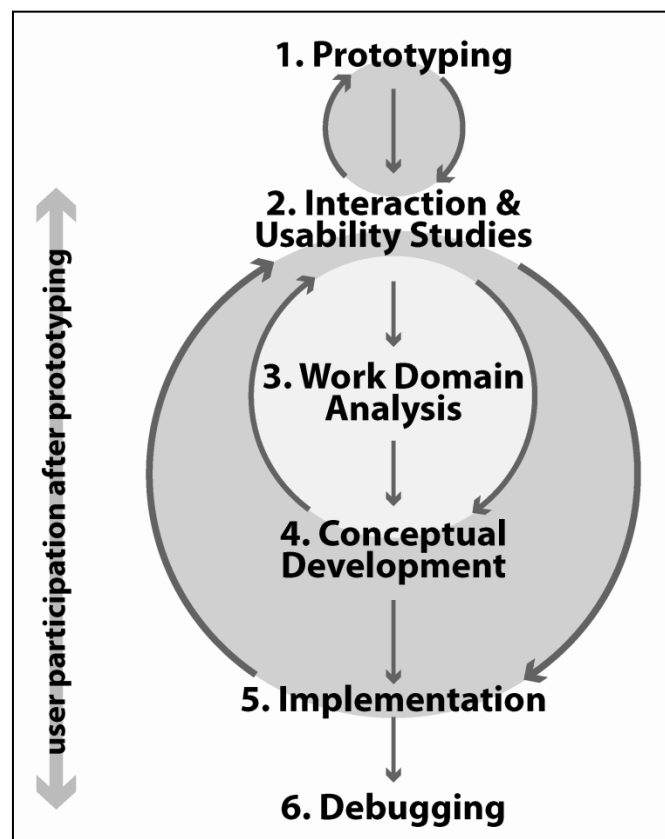 1. Prototyping
2. Interaction &
Usability Studies
3. Work Domain
Analysis
4. Conceptual
Development
5. Implementation
6. Debugging
user participation after prototyping